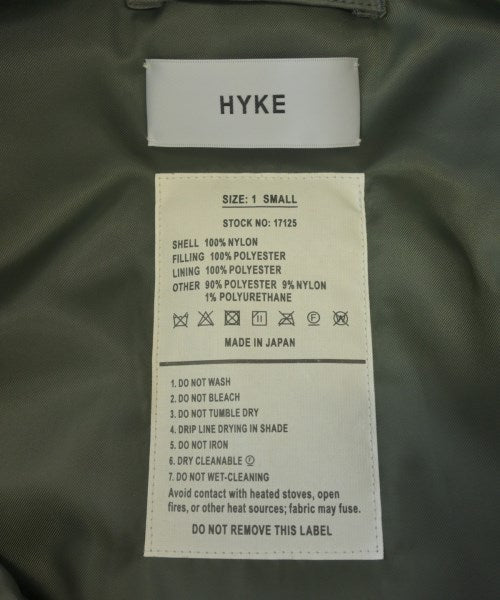 HYKE
SIZE: 1 SMALL
STOCK NO: 17125
SHELL 100% NYLON
FILLING 100% POLYESTER
LINING 100% POLYESTER
OTHER 90% POLYESTER 9% NYLON
1% POLYURETHANE
MADE IN JAPAN
1. DO NOT WASH
2. DO NOT BLEACH
3. DO NOT TUMBLE DRY
4. DRIP LINE DRYING IN SHADE
5. DO NOT IRON
6. DRY CLEANABLE Ⓕ
7. DO NOT WET-CLEANING
Avoid contact with heated stoves, open
fires, or other heat sources; fabric may fuse.
DO NOT REMOVE THIS LABEL